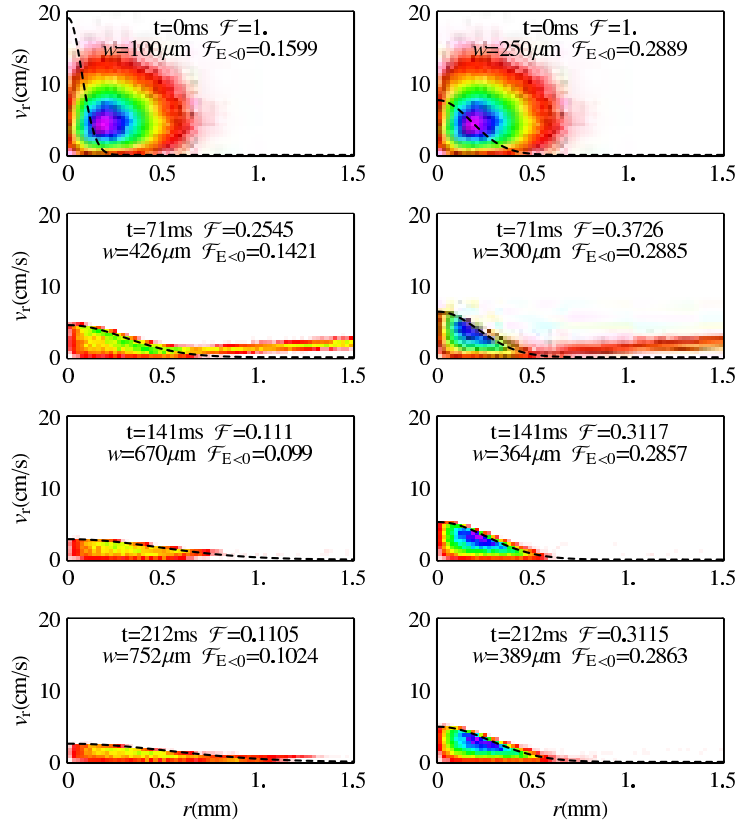 t=0ms ℱ=1.
w=100μm ℱE<0=0.1599
20
10
0
vr(cm/s)
0 0.5 1. 1.5
t=0ms ℱ=1.
w=250μm ℱE<0=0.2889
20
10
0
0 0.5 1. 1.5
t=71ms ℱ=0.2545
w=426μm ℱE<0=0.1421
20
10
0
vr(cm/s)
0 0.5 1. 1.5
t=71ms ℱ=0.3726
w=300μm ℱE<0=0.2885
20
10
0
0 0.5 1. 1.5
t=141ms ℱ=0.111
w=670μm ℱE<0=0.099
20
10
0
vr(cm/s)
0 0.5 1. 1.5
t=141ms ℱ=0.3117
w=364μm ℱE<0=0.2857
20
10
0
0 0.5 1. 1.5
t=212ms ℱ=0.1105
w=752μm ℱE<0=0.1024
20
10
0
vr(cm/s)
0 0.5 1. 1.5
r(mm)
t=212ms ℱ=0.3115
w=389μm ℱE<0=0.2863
20
10
0
0 0.5 1. 1.5
r(mm)